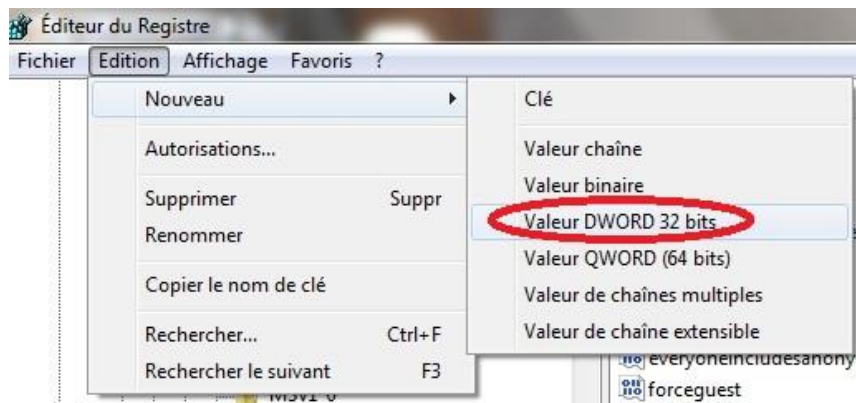 Éditeur du Registre
Fichier Edition Affichage Favoris ?
Nouveau
Autorisations...
Supprimer Suppr
Renommer
Copier le nom de clé
Rechercher... Ctrl+F
Rechercher le suivant F3
Clé
Valeur chaîne
Valeur binaire
Valeur DWORD 32 bits
Valeur QWORD (64 bits)
Valeur de chaînes multiples
Valeur de chaîne extensible
everyoneincludesanony
forceguest